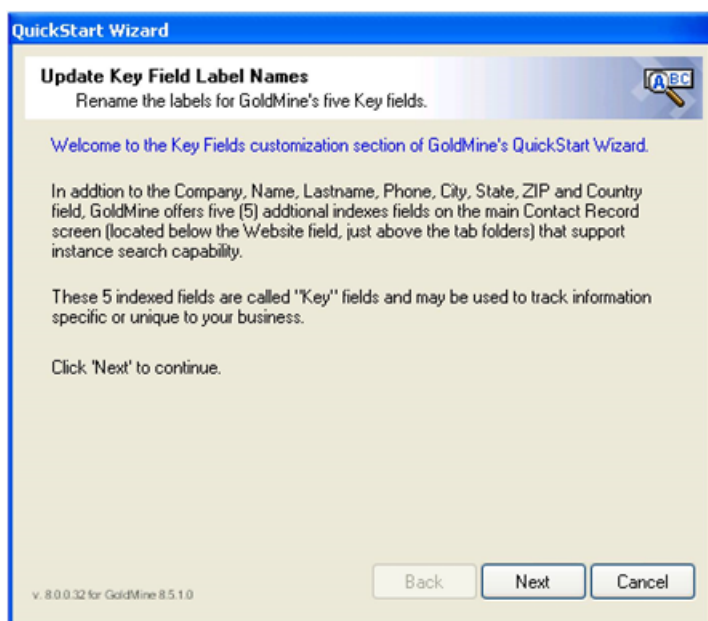 QuickStart Wizard
Update Key Field Label Names
Rename the labels for GoldMine's five Key fields.
ABC
Welcome to the Key Fields customization section of GoldMine's QuickStart Wizard.
In addtion to the Company, Name, Lastname, Phone, City, State, ZIP and Country
field, GoldMine offers five (5) addtional indexes fields on the main Contact Record
screen (located below the Website field, just above the tab folders) that support
instance search capability.
These 5 indexed fields are called "Key" fields and may be used to track information
specific or unique to your business.
Click 'Next' to continue.
v. 8.0.0.32 for GoldMine 8.5.1.0
Back
Next
Cancel